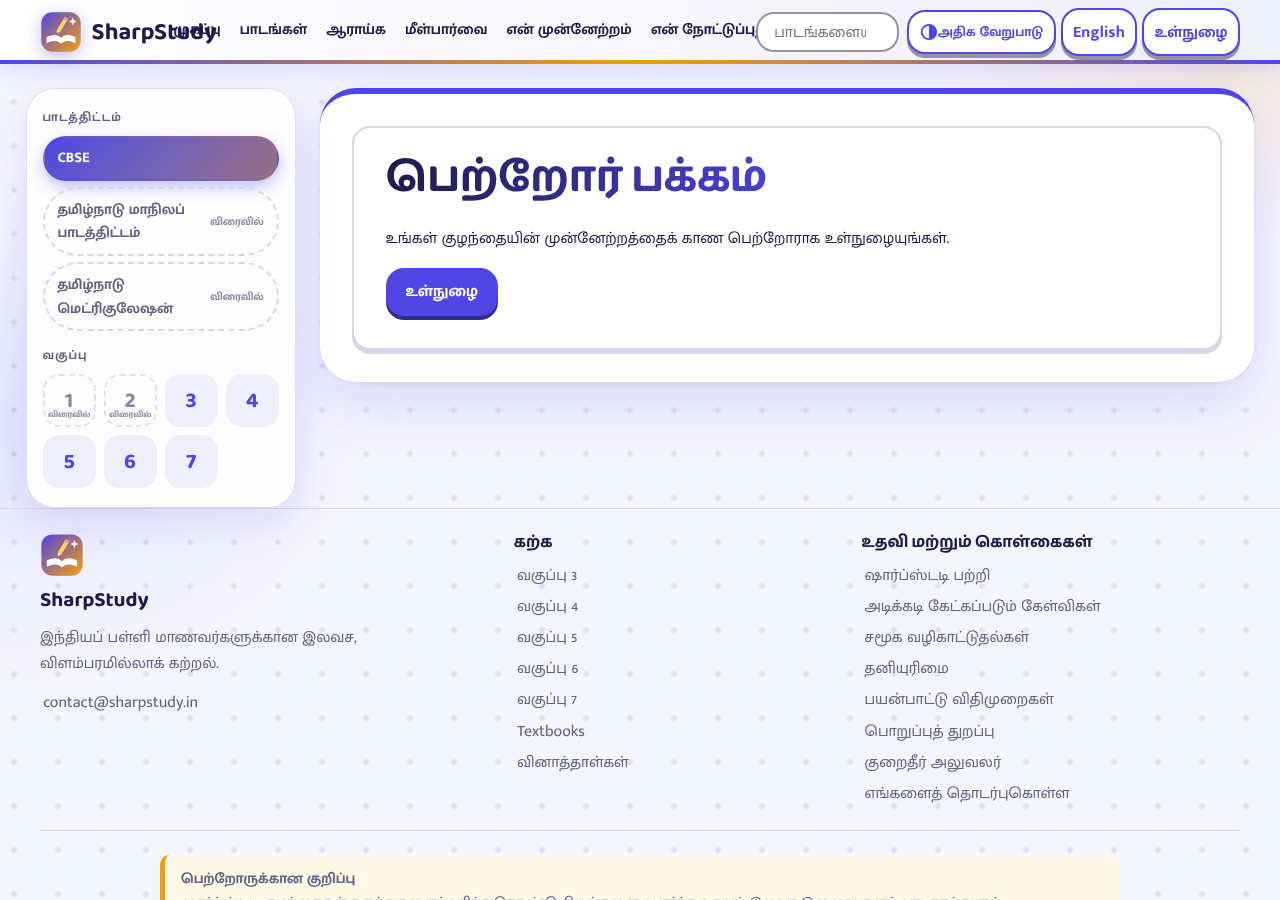 SharpStudy
பாடங்கள்
ஆராய்க
மீள்பார்வை
என் முன்னேற்றம்
என் நோட்டுப்பு
அதிக வேறுபாடு
English
உள்நுழை
பாடத்திட்டம்
CBSE
தமிழ்நாடு மாநிலப்
பாடத்திட்டம்
விரைவில்
தமிழ்நாடு
மெட்ரிகுலேஷன்
விரைவில்
வகுப்பு
1
விரைவில்
2
விரைவில்
3
4
5
6
7
பெற்றோர் பக்கம்
உங்கள் குழந்தையின் முன்னேற்றத்தைக் காண பெற்றோராக உள்நுழையுங்கள்.
உள்நுழை
SharpStudy
இந்தியப் பள்ளி மாணவர்களுக்கான இலவச,
விளம்பரமில்லாக் கற்றல்.
contact@sharpstudy.in
கற்க
வகுப்பு 3
வகுப்பு 4
வகுப்பு 5
வகுப்பு 6
வகுப்பு 7
Textbooks
வினாத்தாள்கள்
உதவி மற்றும் கொள்கைகள்
ஷார்ப்ஸ்டடி பற்றி
அடிக்கடி கேட்கப்படும் கேள்விகள்
சமூக வழிகாட்டுதல்கள்
தனியுரிமை
பயன்பாட்டு விதிமுறைகள்
பொறுப்புத் துறப்பு
குறைதீர் அலுவலர்
எங்களைத் தொடர்புகொள்ள
பெற்றோருக்கான குறிப்பு